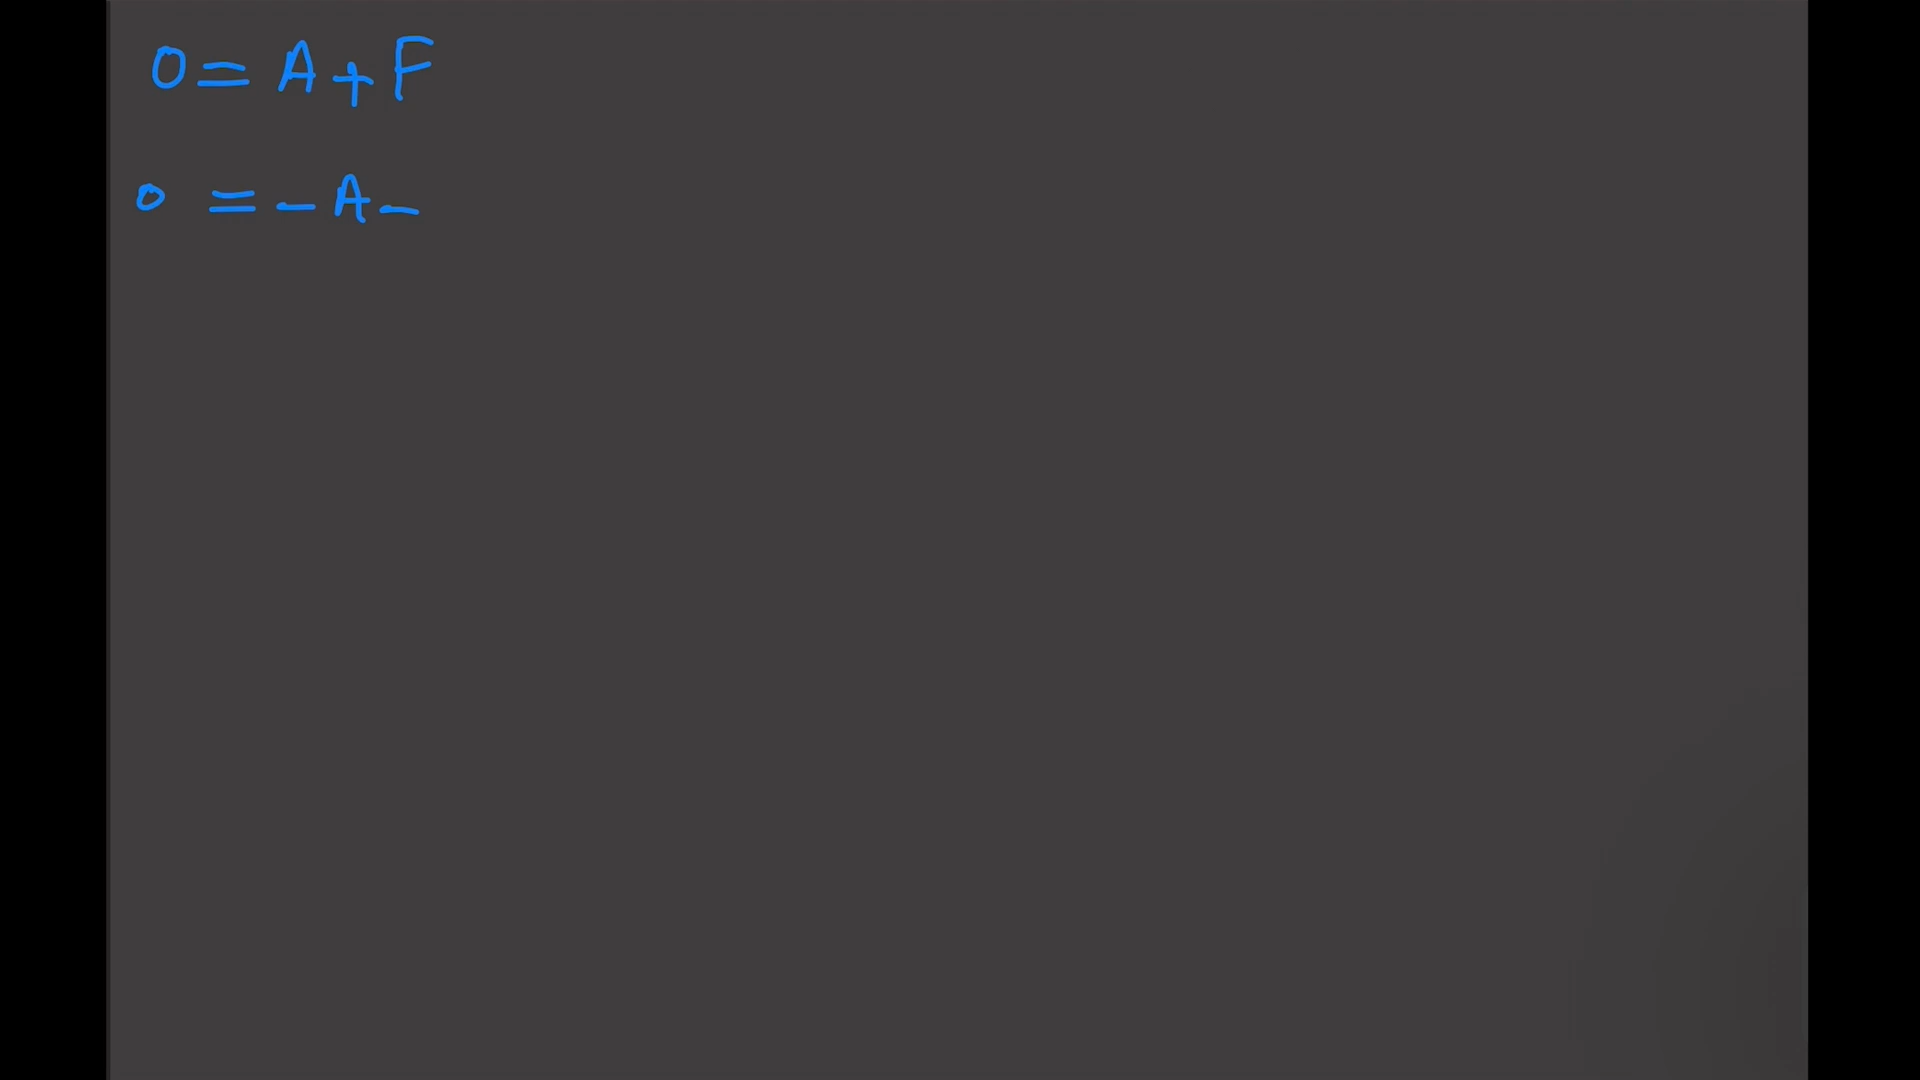 0 = A + F
0 = - A -